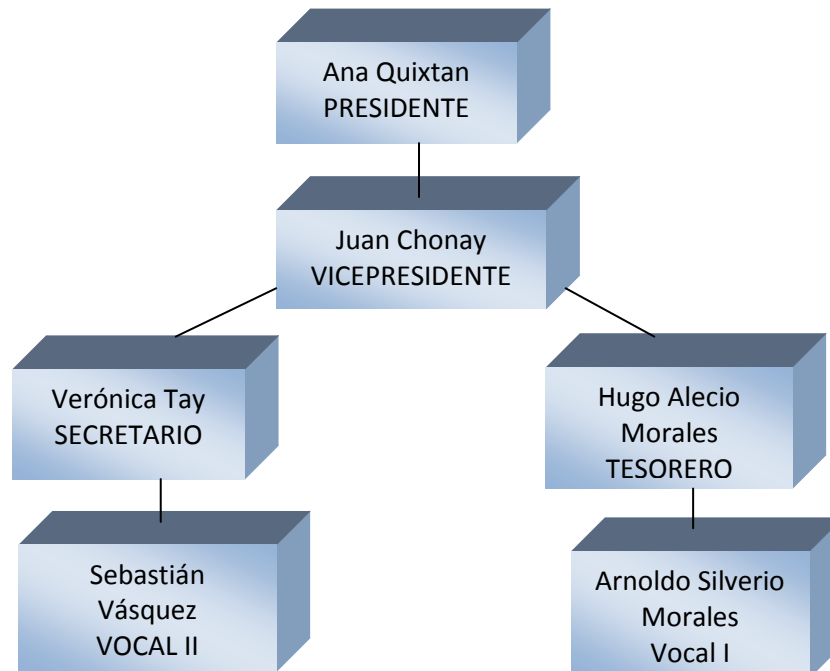 Ana Quixtan
PRESIDENTE
Juan Chonay
VICEPRESIDENTE
Verónica Tay
SECRETARIO
Hugo Alecio
Morales
TESORERO
Sebastián
Vásquez
VOCAL II
Arnoldo Silverio
Morales
Vocal I